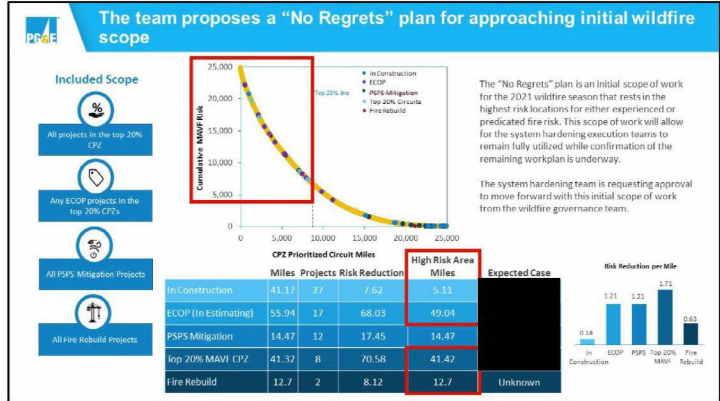 PG&E
The team proposes a “No Regrets” plan for approaching initial wildfire
scope
Included Scope
All projects in the top 20%
CPZ
Any ECOP projects in the
top 20% CPZs
All PSPS Mitigation Projects
All Fire Rebuild Projects
Cumulative MAVF Risk
25,000
20,000
15,000
10,000
5,000
0
0
5,000
10,000
15,000
20,000
25,000
CPZ Prioritized Circuit Miles
Top 20% line
In Construction
ECOP
PSPS Mitigation
Top 20% Circuits
Fire Rebuild
The “No Regrets” plan is an initial scope of work
for the 2021 wildfire season that rests in the
highest risk locations for either experienced or
predicated fire risk. This scope of work will allow
for the system hardening execution teams to
remain fully utilized while confirmation of the
remaining workplan is underway.
The system hardening team is requesting approval
to move forward with this initial scope of work
from the wildfire governance team.
Miles Projects Risk Reduction High Risk Area Miles Expected Case
In Construction 41.17 27 7.62 5.11
ECOP (In Estimating) 55.94 17 68.03 49.04
PSPS Mitigation 14.47 12 17.45 14.47
Top 20% MAVF CPZ 41.32 8 70.58 41.42
Fire Rebuild 12.7 2 8.12 12.7 Unknown
Risk Reduction per Mile
0.18
1.21
1.21
1.71
0.63
In Construction
ECOP
PSPS
Top 20% MAVF
Fire Rebuild